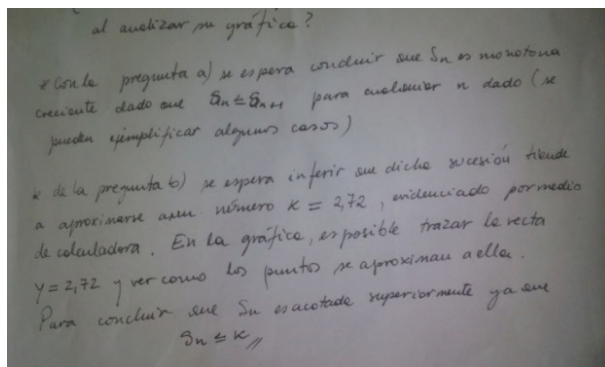 al analizar su gráfica?
* Con la pregunta a) se espera concluir que Sn es monotona
creciente dado que Sn ≤ Sn+1 para cualquier n dado (se
pueden ejemplificar algunos casos)
* de la pregunta b) se espera inferir que dicha sucesión tiende
a aproximarse a un número K = 2,72, evidenciado por medio
de calculadora. En la gráfica, es posible trazar la recta
y = 2,72 y ver como los puntos se aproximan a ella.
Para concluir que Sn es acotada superiormente ya que
Sn ≤ K //